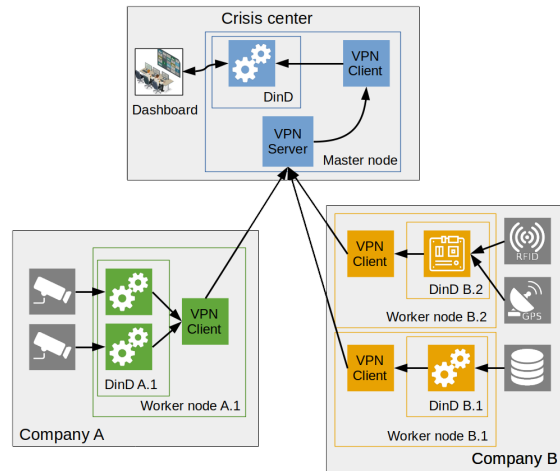 Crisis center
VPN
Client
DinD
Dashboard
VPN
Server
Master node
VPN
Client
DinD A.1
Worker node A.1
Company A
VPN
Client
DinD B.2
RFID
GPS
Worker node B.2
VPN
Client
DinD B.1
Worker node B.1
Company B